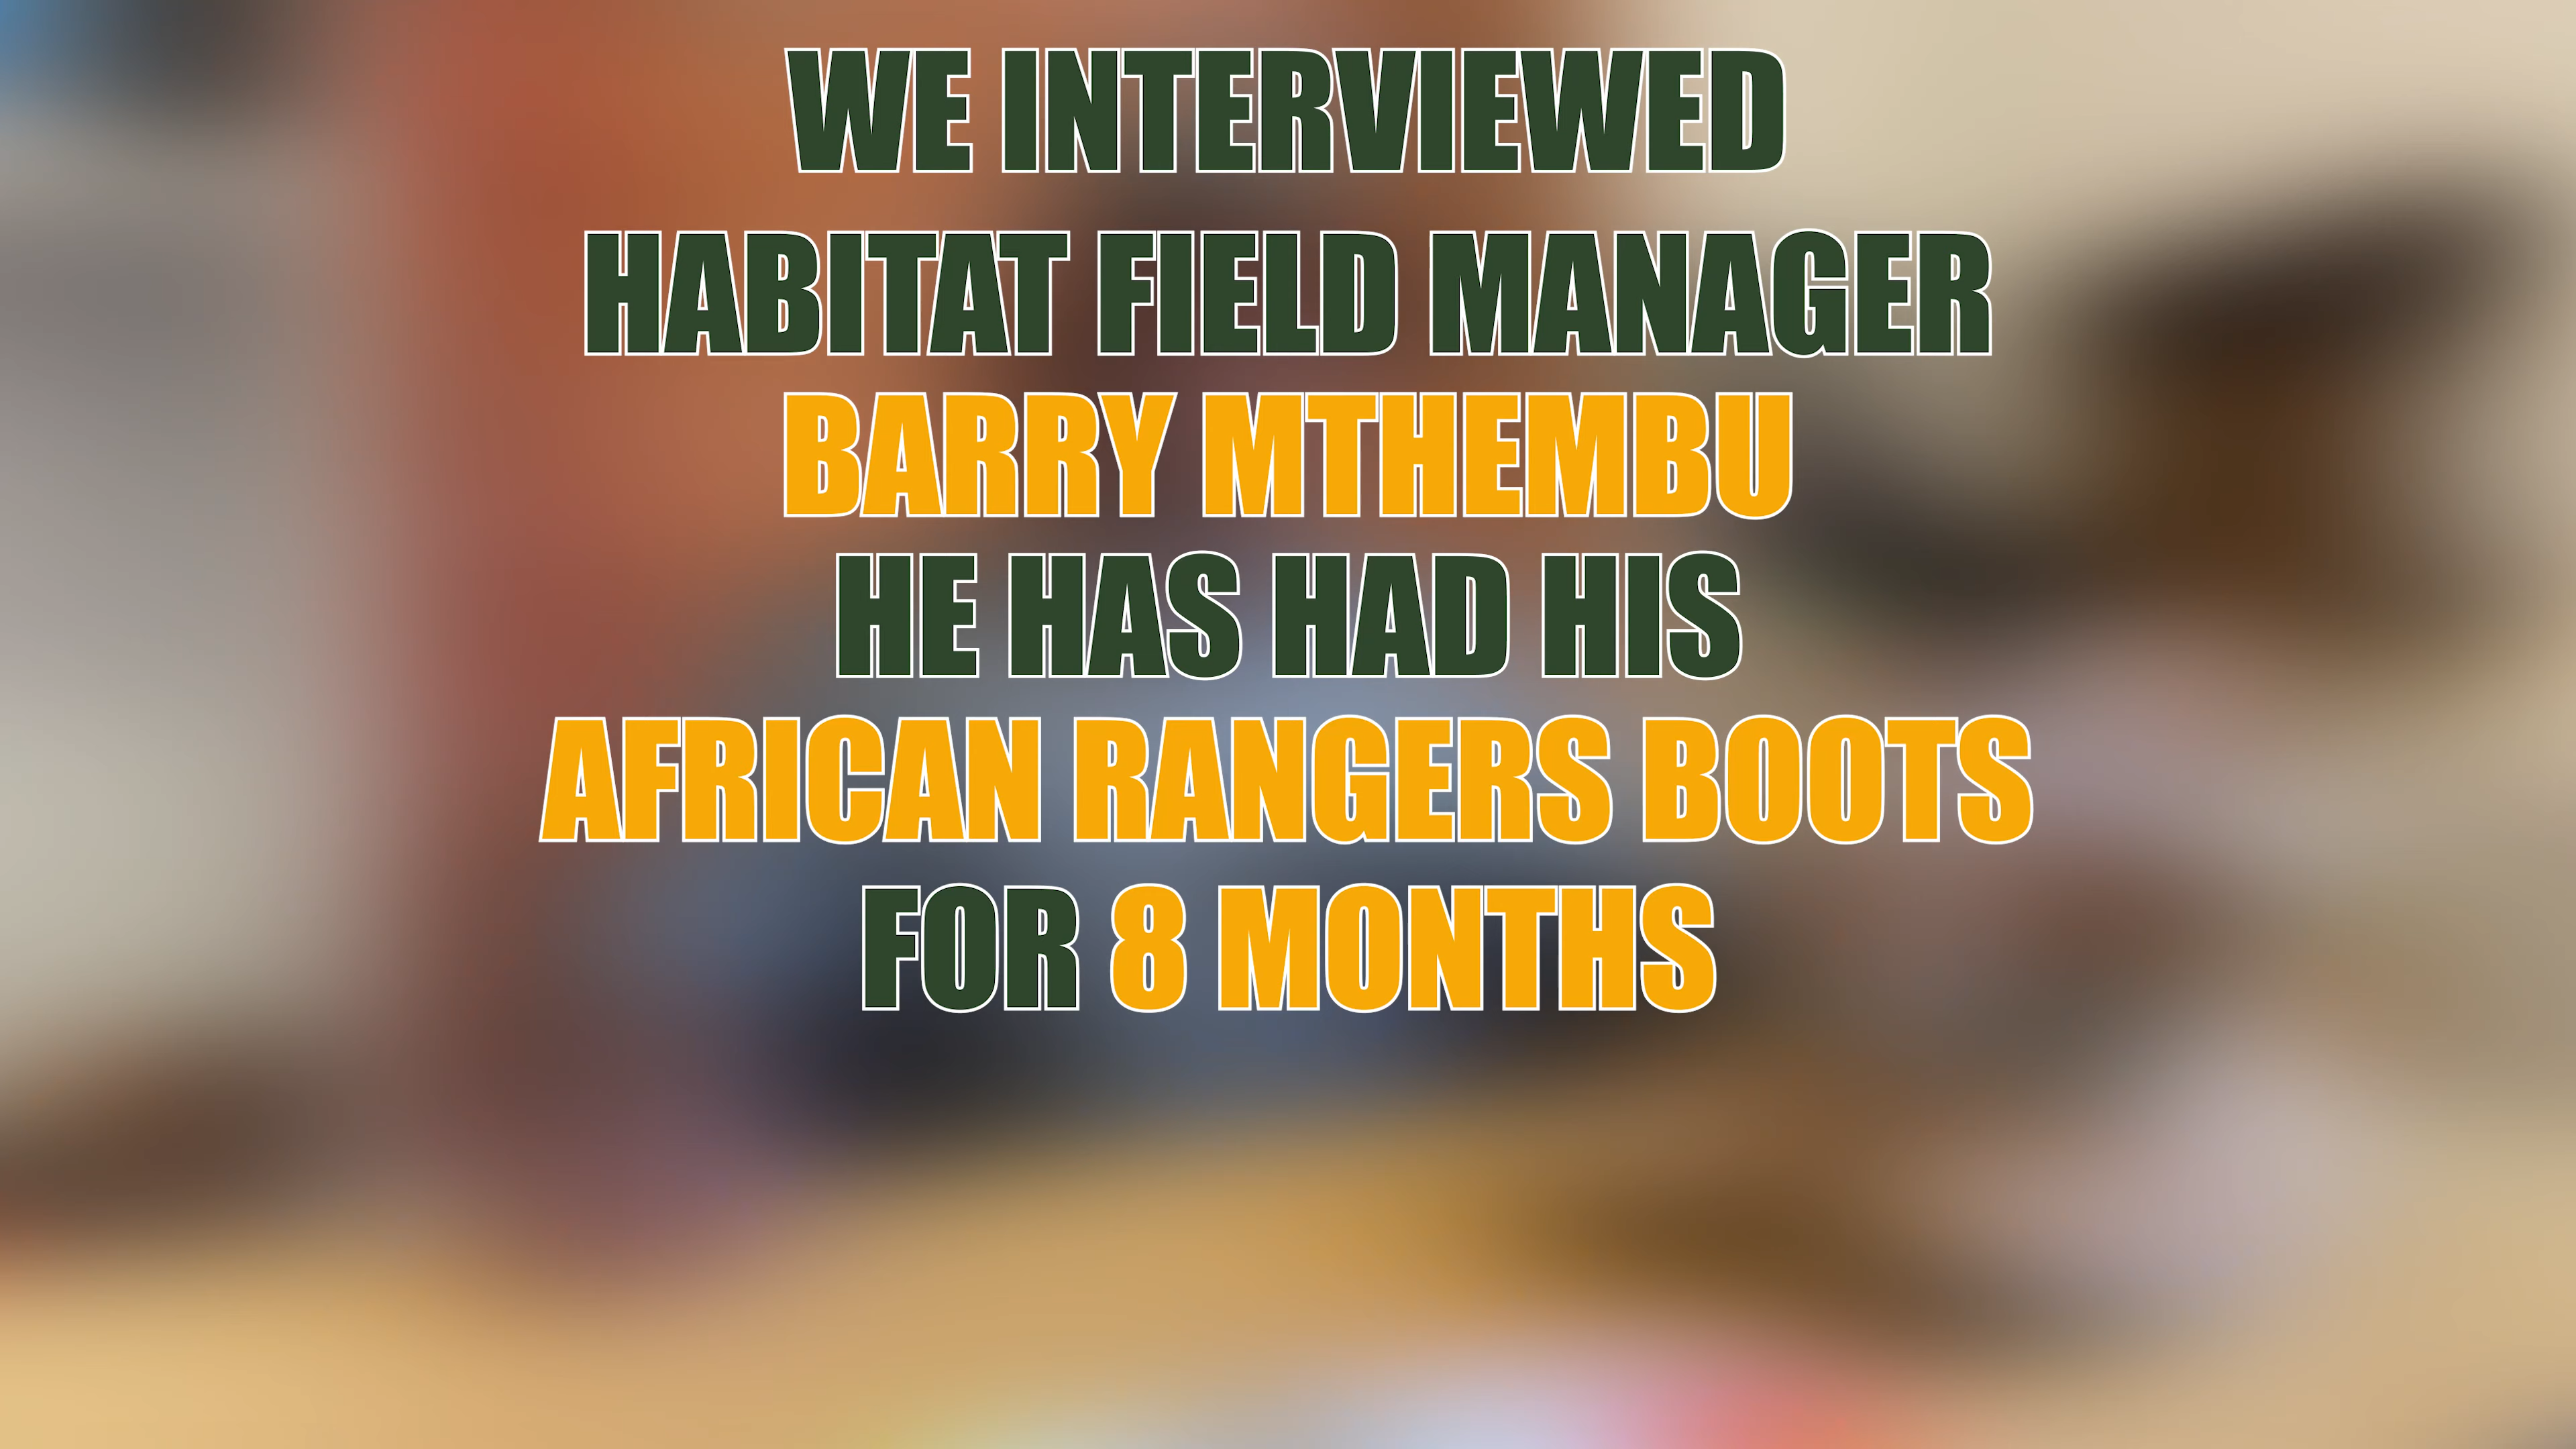 WE INTERVIEWED
HABITAT FIELD MANAGER
BARRY MTHEMBU
HE HAS HAD HIS
AFRICAN RANGERS BOOTS
FOR 8 MONTHS